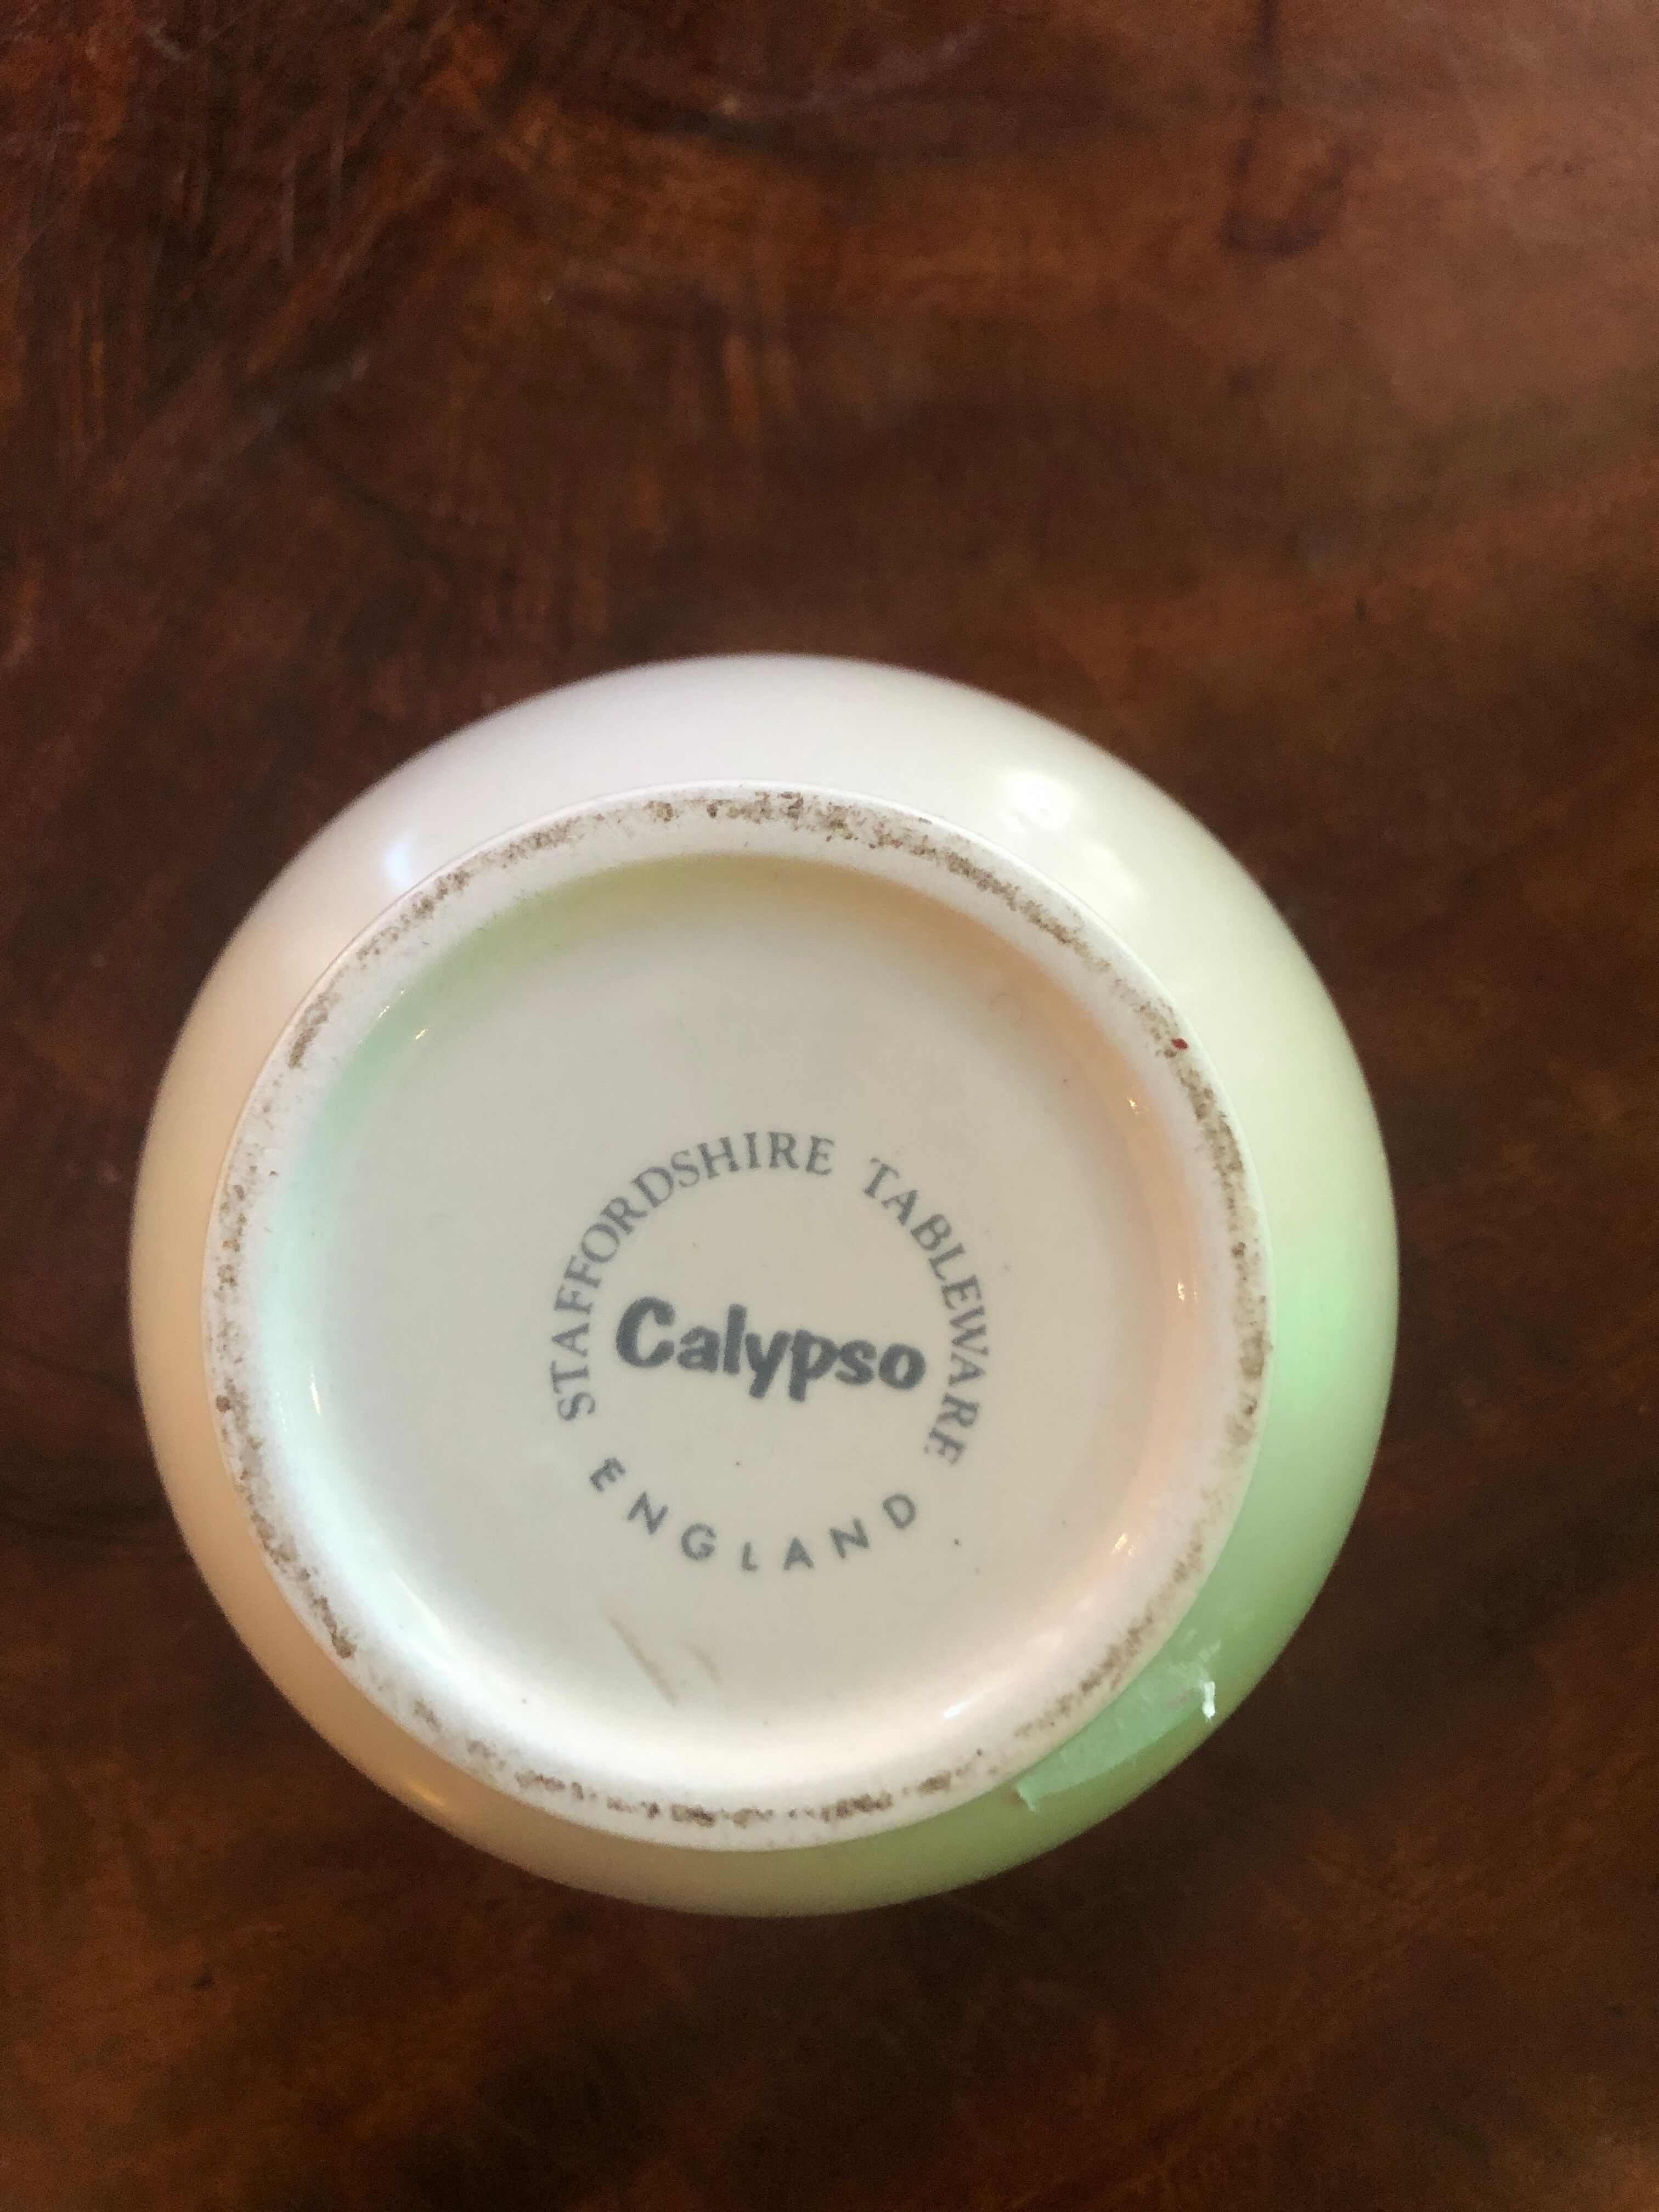 STAFFORDSHIRE TABLEWARE
Calypso
ENGLAND